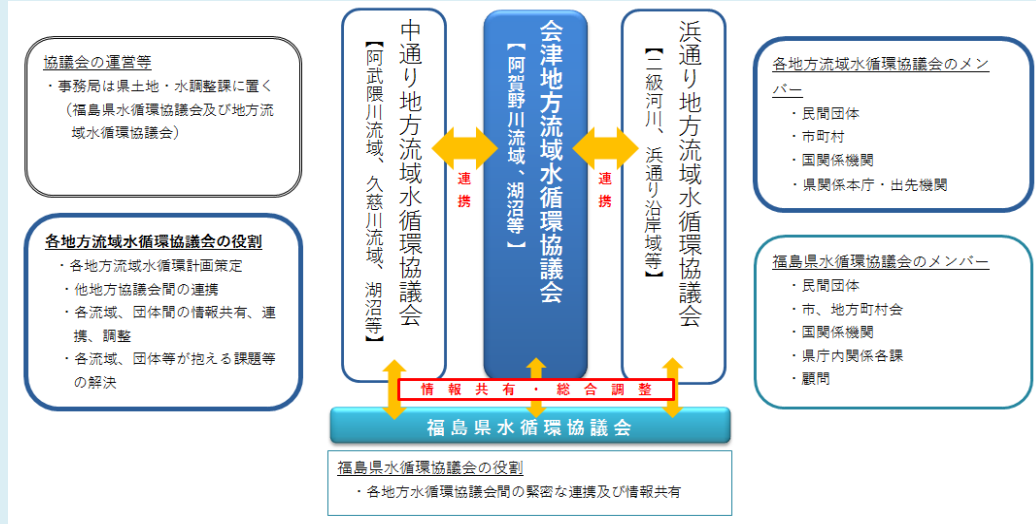 協議会の運営等
・事務局は県土地・水調整課に置く
（福島県水循環協議会及び地方流
域水循環協議会）
各地方流域水循環協議会の役割
・各地方流域水循環計画策定
・他地方協議会間の連携
・各流域、団体間の情報共有、連
携、調整
・各流域、団体等が抱える課題等
の解決
中通り地方流域水循環協議会
【阿武隈川流域、久慈川流域、湖沼等】
連携
会津地方流域水循環協議会
【阿賀野川流域、湖沼等】
連携
浜通り地方流域水循環協議会
【二級河川、浜通り沿岸域等】
情報共有・総合調整
福島県水循環協議会
福島県水循環協議会の役割
・各地方水循環協議会間の緊密な連携及び情報共有
各地方流域水循環協議会のメン
バー
・民間団体
・市町村
・国関係機関
・県関係本庁・出先機関
福島県水循環協議会のメンバー
・民間団体
・市、地方町村会
・国関係機関
・県庁内関係各課
・顧問